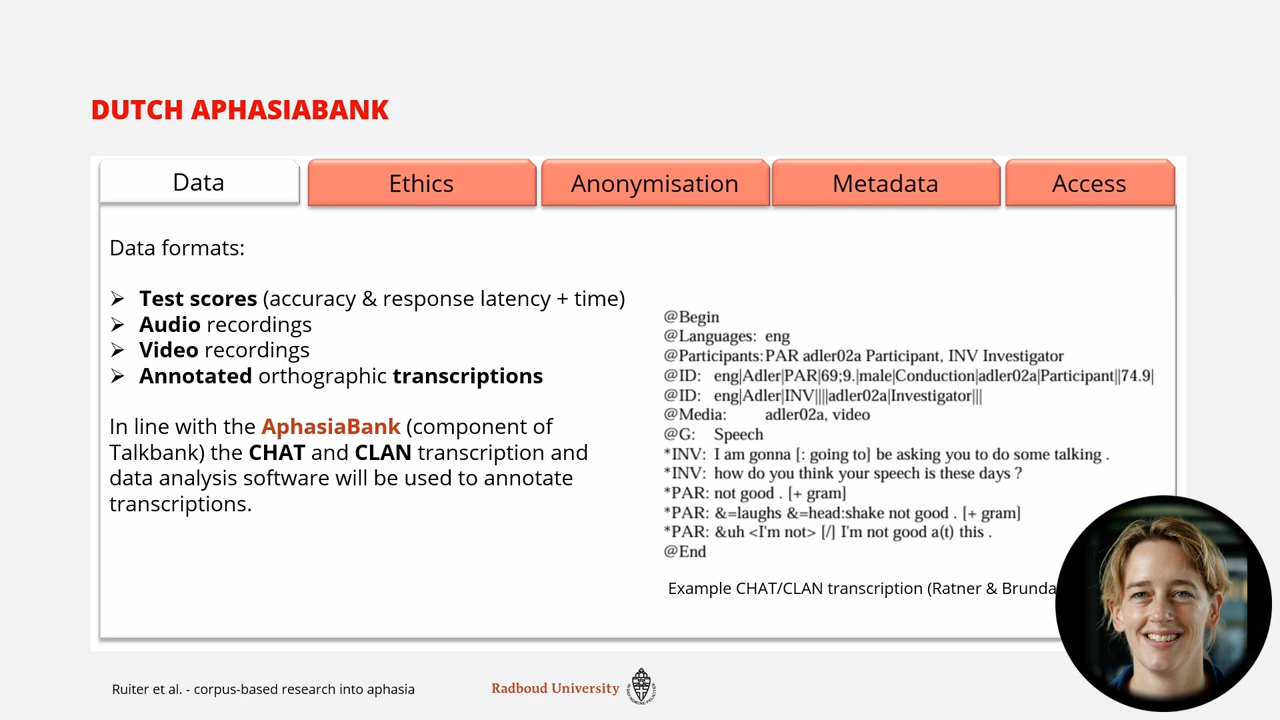 DUTCH APHASIABANK
Data
Ethics
Anonymisation
Metadata
Access
Data formats:
➢ Test scores (accuracy & response latency + time)
➢ Audio recordings
➢ Video recordings
➢ Annotated orthographic transcriptions
In line with the AphasiaBank (component of
Talkbank) the CHAT and CLAN transcription and
data analysis software will be used to annotate
transcriptions.
@Begin
@Languages: eng
@Participants: PAR adler02a Participant, INV Investigator
@ID: eng|Adler|PAR|69;9.|male|Conduction|adler02a|Participant||74.9|
@ID: eng|Adler|INV||||adler02a|Investigator|||
@Media: adler02a, video
@G: Speech
*INV: I am gonna [: going to] be asking you to do some talking .
*INV: how do you think your speech is these days ?
*PAR: not good . [+ gram]
*PAR: &=laughs &=head:shake not good . [+ gram]
*PAR: &uh <I'm not> [/] I'm not good a(t) this .
@End
Example CHAT/CLAN transcription (Ratner &
Ruiter et al. - corpus-based research into aphasia
Radboud University